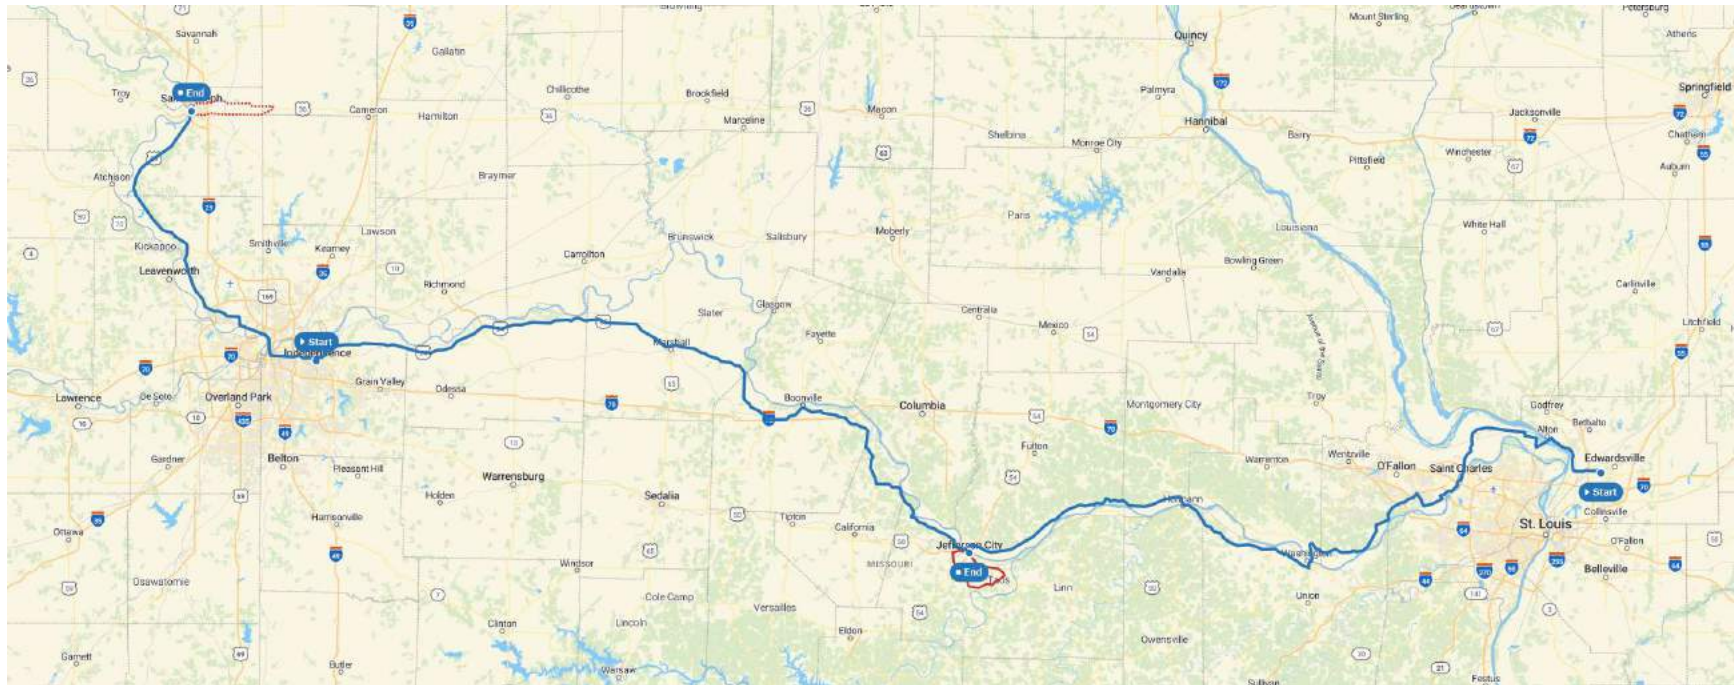 Savannah
Gallatin
Browning
Quincy
Mount Sterling
Beardstown
Petersburg
Athens
Springfield
Troy
End
Cameron
Hamilton
Chillicothe
Brookfield
Marceline
Macon
Shelbina
Monroe City
Palmyra
Hannibal
Barry
Jacksonville
Winchester
Pittsfield
Chatham
Auburn
Atchison
Braymer
Paris
Kickapoo
Smithville
Lawson
Kearney
Leavenworth
Carrollton
Brunswick
Salisbury
Moberly
Louisiana
White Hall
Bowling Green
Vandalia
Carlinville
Richmond
Slater
Glasgow
Fayette
Centralia
Mexico
Litchfield
Start
Marshall
Lawrence
De Soto
Overland Park
Grain Valley
Odessa
Boonville
Columbia
Montgomery City
Troy
Godfrey
Alton
Bethalto
Gardner
Belton
Pleasant Hill
Warrensburg
Fulton
Warrenton
Wentzville
O'Fallon
Saint Charles
Edwardsville
Start
Collinsville
Holden
Sedalia
Harrisonville
Tipton
California
Hermann
Ottawa
St. Louis
O'Fallon
Belleville
Jefferson City
End
MISSOURI
Washington
Osawatomie
Windsor
Cole Camp
Versailles
Linn
Union
Clinton
Lincoln
Eldon
Owensville
Garnett
Butler
Warsaw
Sullivan
Festus